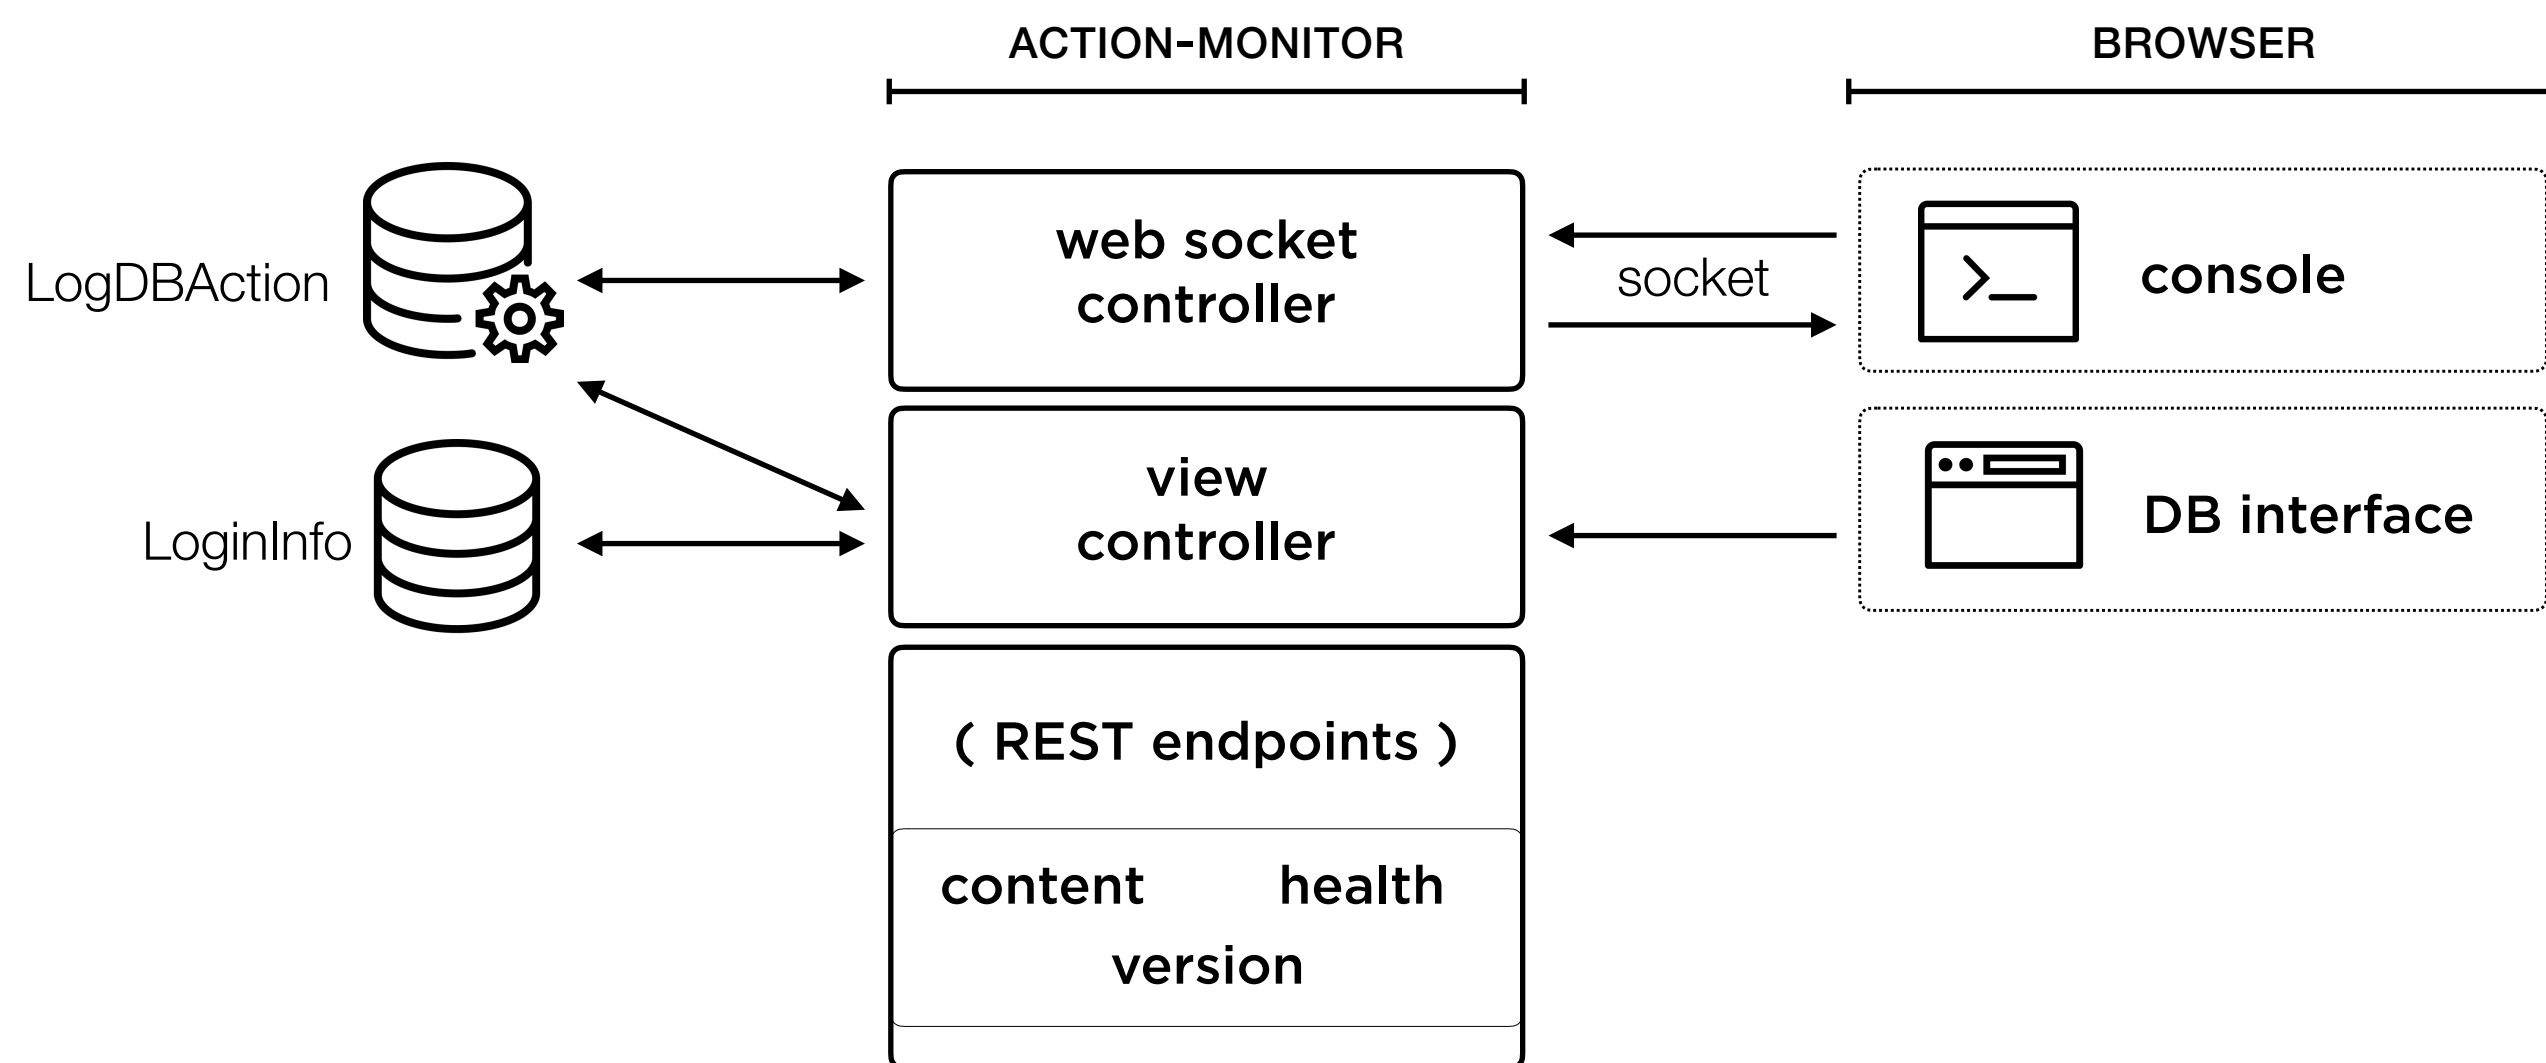 ACTION-MONITOR
BROWSER
LogDBAction
web socket
controller
socket
>_
console
LoginInfo
view
controller
DB interface
( REST endpoints )
content
health
version